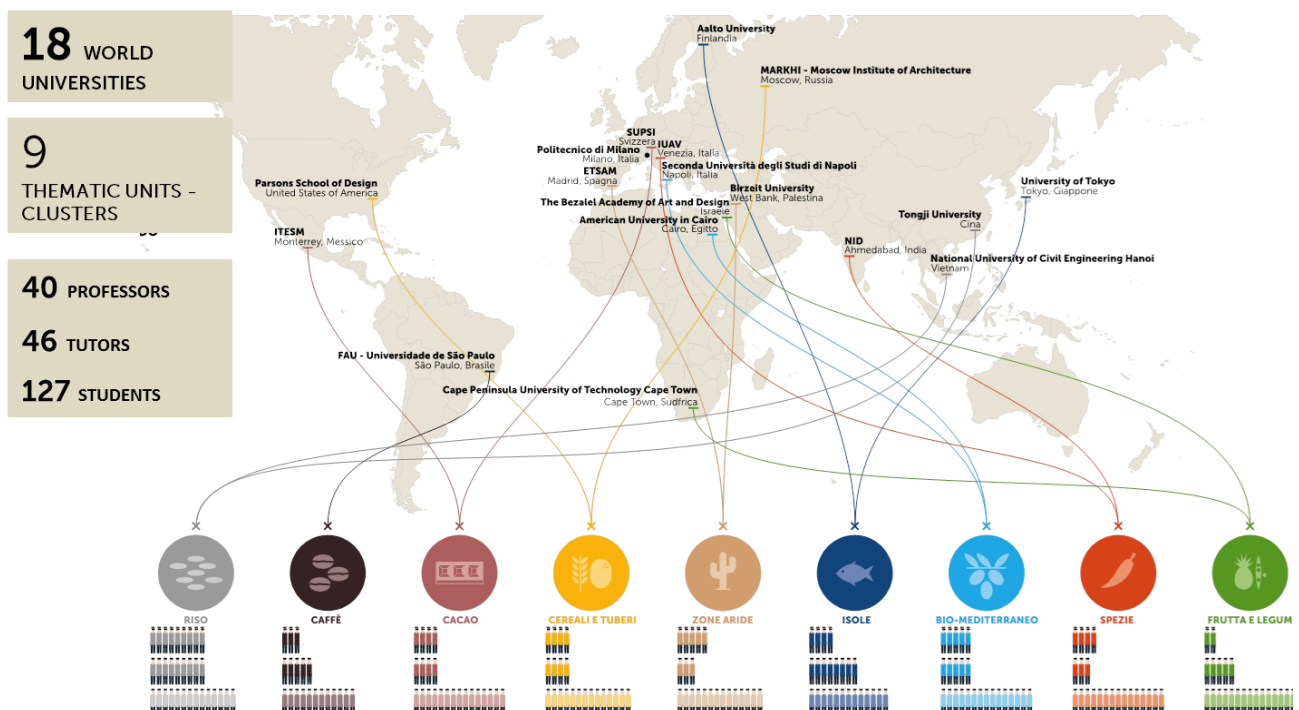 18 WORLD
UNIVERSITIES
9
THEMATIC UNITS -
CLUSTERS
40 PROFESSORS
46 TUTORS
127 STUDENTS
Aalto University
Finlandia
MARKHI - Moscow Institute of Architecture
Moscow, Russia
SUPSI
Svizzera
IUAV
Venezia, Italia
Politecnico di Milano
Milano, Italia
Seconda Università degli Studi di Napoli
Napoli, Italia
ETSAM
Madrid, Spagna
Parsons School of Design
United States of America
Birzeit University
West Bank, Palestina
University of Tokyo
Tokyo, Giappone
The Bezalel Academy of Art and Design
Israele
American University in Cairo
Cairo, Egitto
Tongji University
Cina
ITESM
Monterrey, Messico
NID
Ahmedabad, India
National University of Civil Engineering Hanoi
Vietnam
FAU - Universidade de São Paulo
São Paulo, Brasile
Cape Peninsula University of Technology Cape Town
Cape Town, Sudfrica
RISO
CAFFÈ
CACAO
CEREALI E TUBERI
ZONE ARIDE
ISOLE
BIO-MEDITERRANEO
SPEZIE
FRUTTA E LEGUM